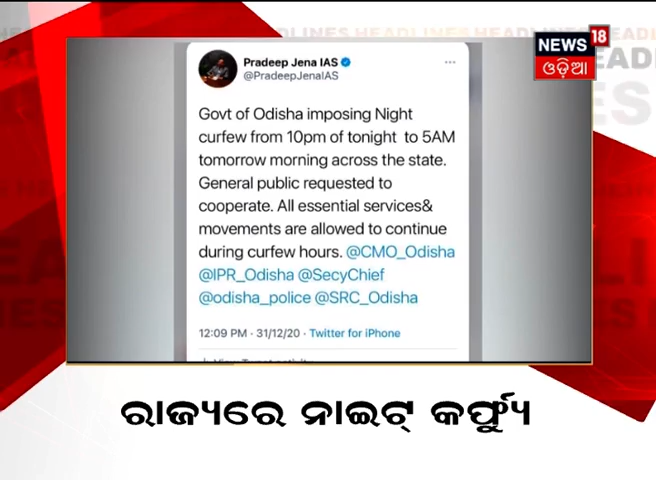 HEADLINES
NEWS 18
ଓଡ଼ିଆ
Pradeep Jena IAS
@PradeepJenaIAS
Govt of Odisha imposing Night
curfew from 10pm of tonight to 5AM
tomorrow morning across the state.
General public requested to
cooperate. All essential services&
movements are allowed to continue
during curfew hours. @CMO_Odisha
@IPR_Odisha @SecyChief
@odisha_police @SRC_Odisha
12:09 PM · 31/12/20 · Twitter for iPhone
ରାଜ୍ୟରେ ନାଇଟ୍ କର୍ଫ୍ୟୁ